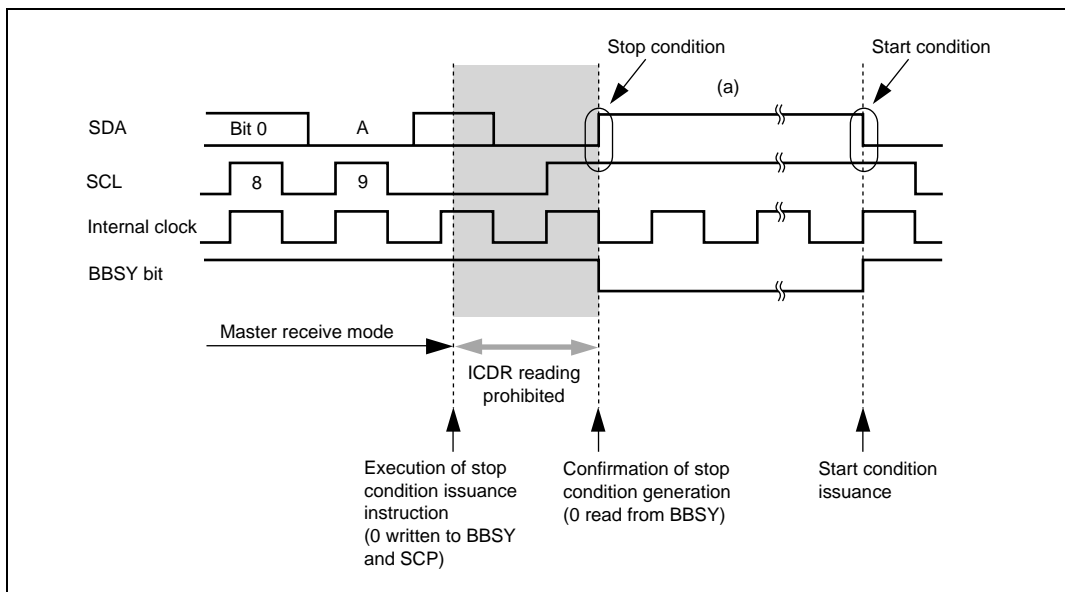 Stop condition
Start condition
(a)
SDA
Bit 0
A
SCL
8
9
Internal clock
BBSY bit
Master receive mode
ICDR reading
prohibited
Execution of stop
condition issuance
instruction
(0 written to BBSY
and SCP)
Confirmation of stop
condition generation
(0 read from BBSY)
Start condition
issuance